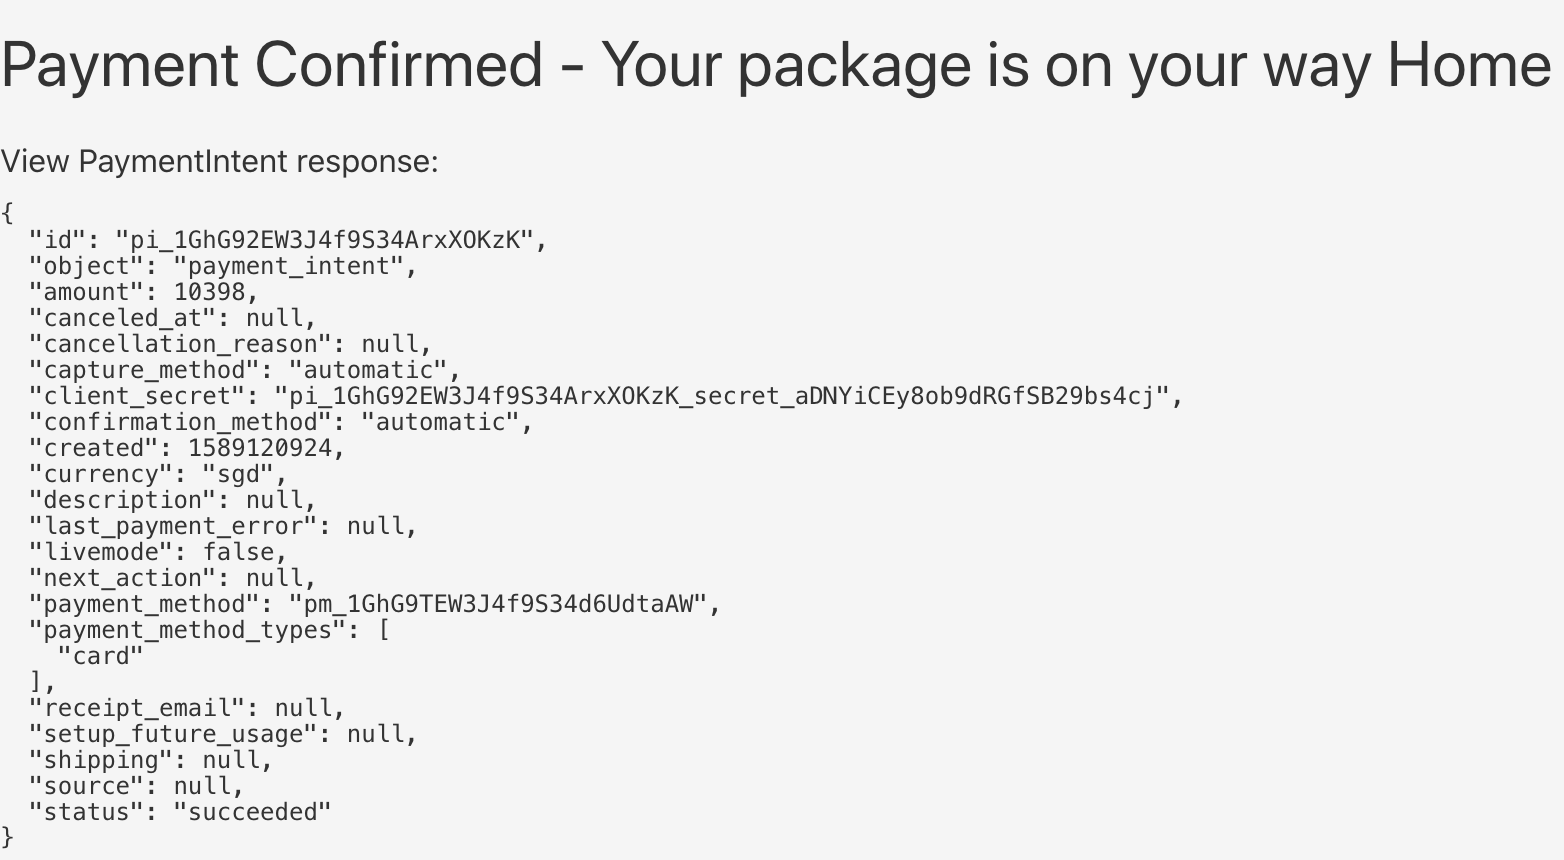 Payment Confirmed - Your package is on your way Home
View PaymentIntent response:
{
  "id": "pi_1GhG92EW3J4f9S34ArxXOKzK",
  "object": "payment_intent",
  "amount": 10398,
  "canceled_at": null,
  "cancellation_reason": null,
  "capture_method": "automatic",
  "client_secret": "pi_1GhG92EW3J4f9S34ArxXOKzK_secret_aDNYiCEy8ob9dRGfSB29bs4cj",
  "confirmation_method": "automatic",
  "created": 1589120924,
  "currency": "sgd",
  "description": null,
  "last_payment_error": null,
  "livemode": false,
  "next_action": null,
  "payment_method": "pm_1GhG9TEW3J4f9S34d6UdtaAW",
  "payment_method_types": [
    "card"
  ],
  "receipt_email": null,
  "setup_future_usage": null,
  "shipping": null,
  "source": null,
  "status": "succeeded"
}